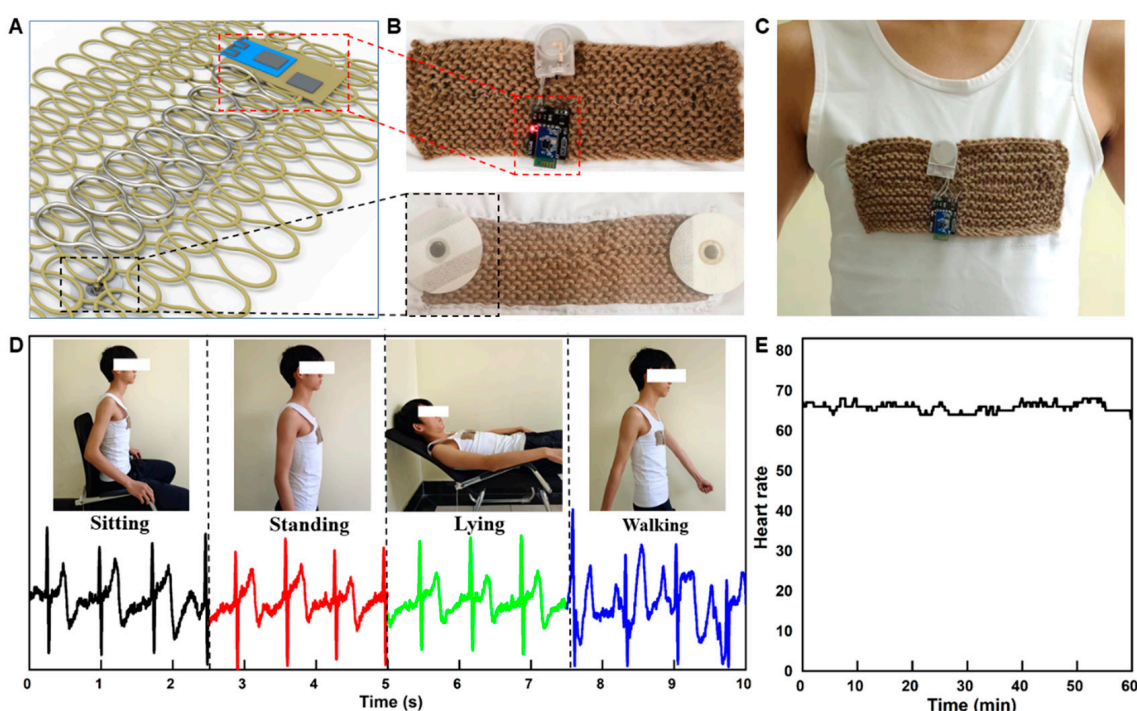 A
B
C
D
Sitting
Standing
Lying
Walking
0 1 2 3 4 5 6 7 8 9 10
Time (s)
E
80
70
60
50
40
30
20
10
0
Heart rate
0 10 20 30 40 50 60
Time (min)